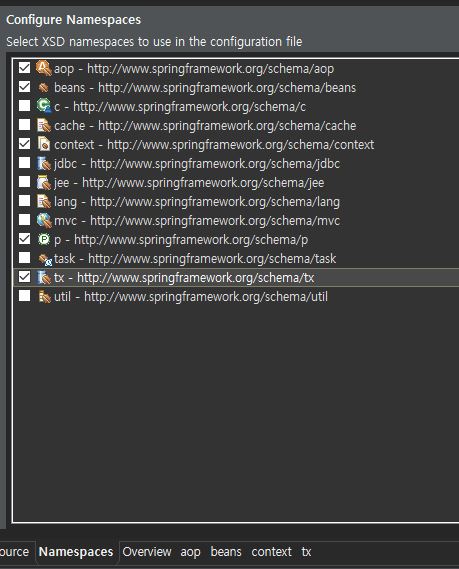 Configure Namespaces
Select XSD namespaces to use in the configuration file
aop - http://www.springframework.org/schema/aop
beans - http://www.springframework.org/schema/beans
c - http://www.springframework.org/schema/c
cache - http://www.springframework.org/schema/cache
context - http://www.springframework.org/schema/context
jdbc - http://www.springframework.org/schema/jdbc
jee - http://www.springframework.org/schema/jee
lang - http://www.springframework.org/schema/lang
mvc - http://www.springframework.org/schema/mvc
p - http://www.springframework.org/schema/p
task - http://www.springframework.org/schema/task
tx - http://www.springframework.org/schema/tx
util - http://www.springframework.org/schema/util
ource Namespaces Overview aop beans context tx